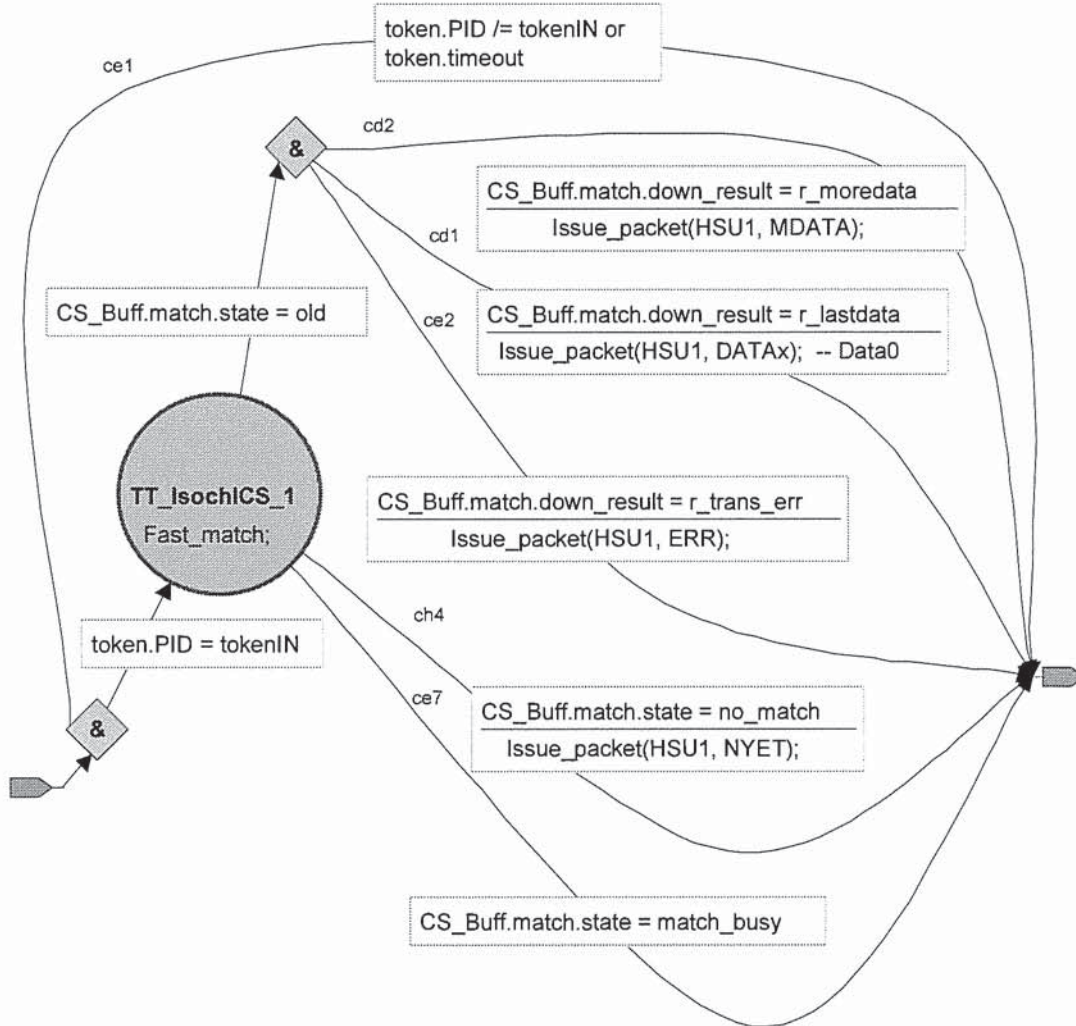 token.PID /= tokenIN or
token.timeout
ce1
cd2
&
CS_Buff.match.down_result = r_moredata
Issue_packet(HSU1, MDATA);
cd1
CS_Buff.match.state = old
ce2
CS_Buff.match.down_result = r_lastdata
Issue_packet(HSU1, DATAx);  -- Data0
TT_IsochICS_1
Fast_match;
CS_Buff.match.down_result = r_trans_err
Issue_packet(HSU1, ERR);
ch4
token.PID = tokenIN
ce7
CS_Buff.match.state = no_match
Issue_packet(HSU1, NYET);
&
CS_Buff.match.state = match_busy